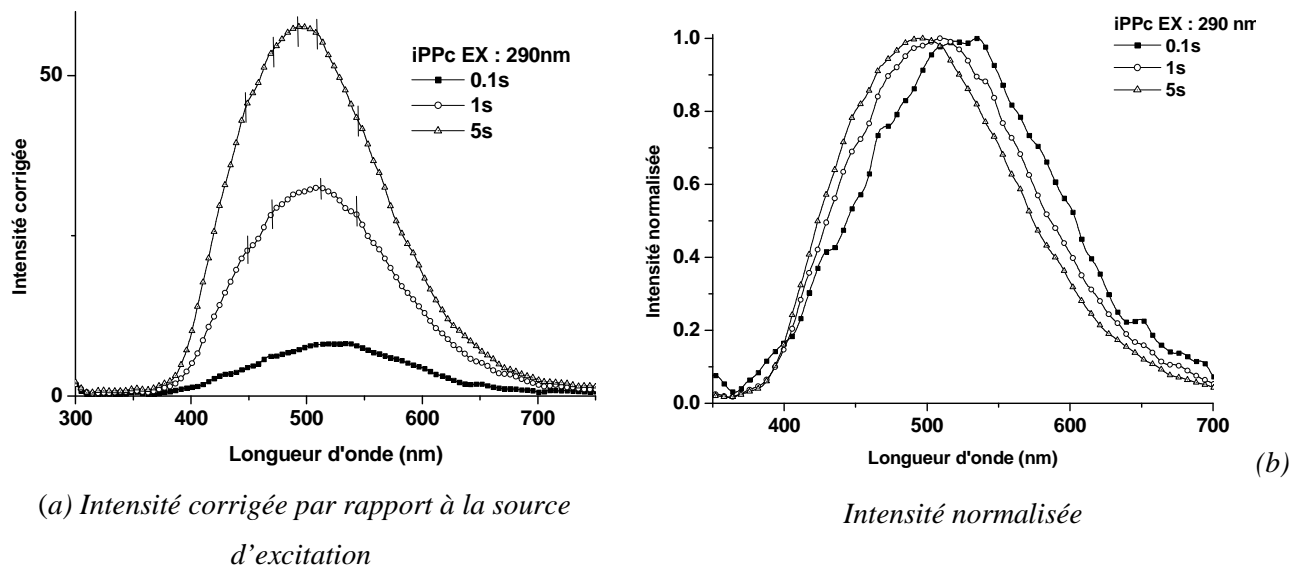 iPPc EX : 290nm
0.1s
1s
5s
50
0
300
400
500
600
700
Intensité corrigée
Longueur d'onde (nm)
(a) Intensité corrigée par rapport à la source
d'excitation
iPPc EX : 290 nm
0.1s
1s
5s
1.0
0.8
0.6
0.4
0.2
0.0
400
500
600
700
Intensité normalisée
Longueur d'onde (nm)
(b)
Intensité normalisée